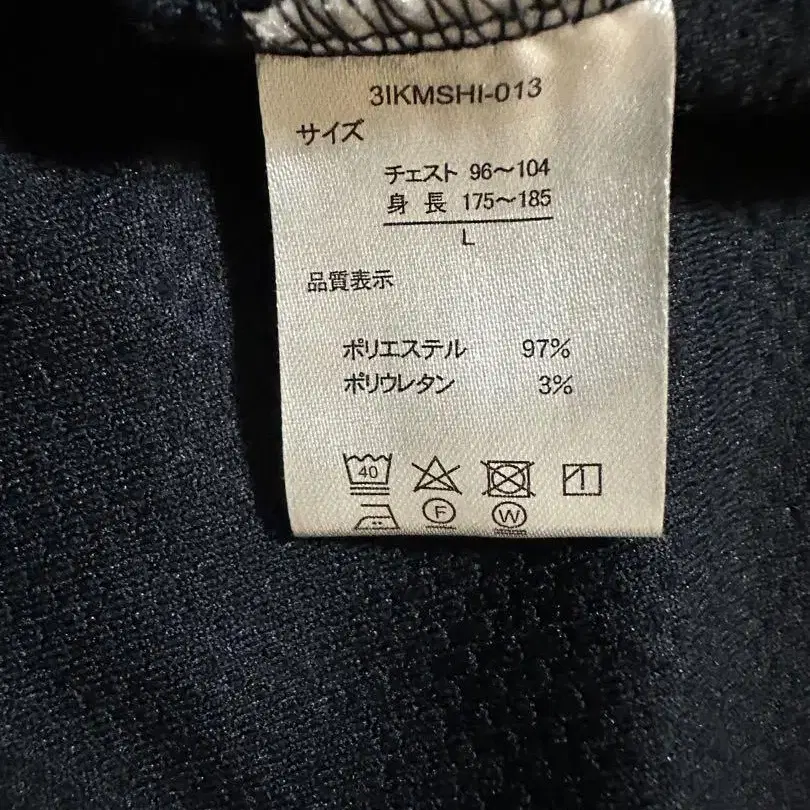 3IKMSHI-013
サイズ
チェスト 96～104
身 長 175～185
L
品質表示
ポリエステル 97%
ポリウレタン 3%
40
F W